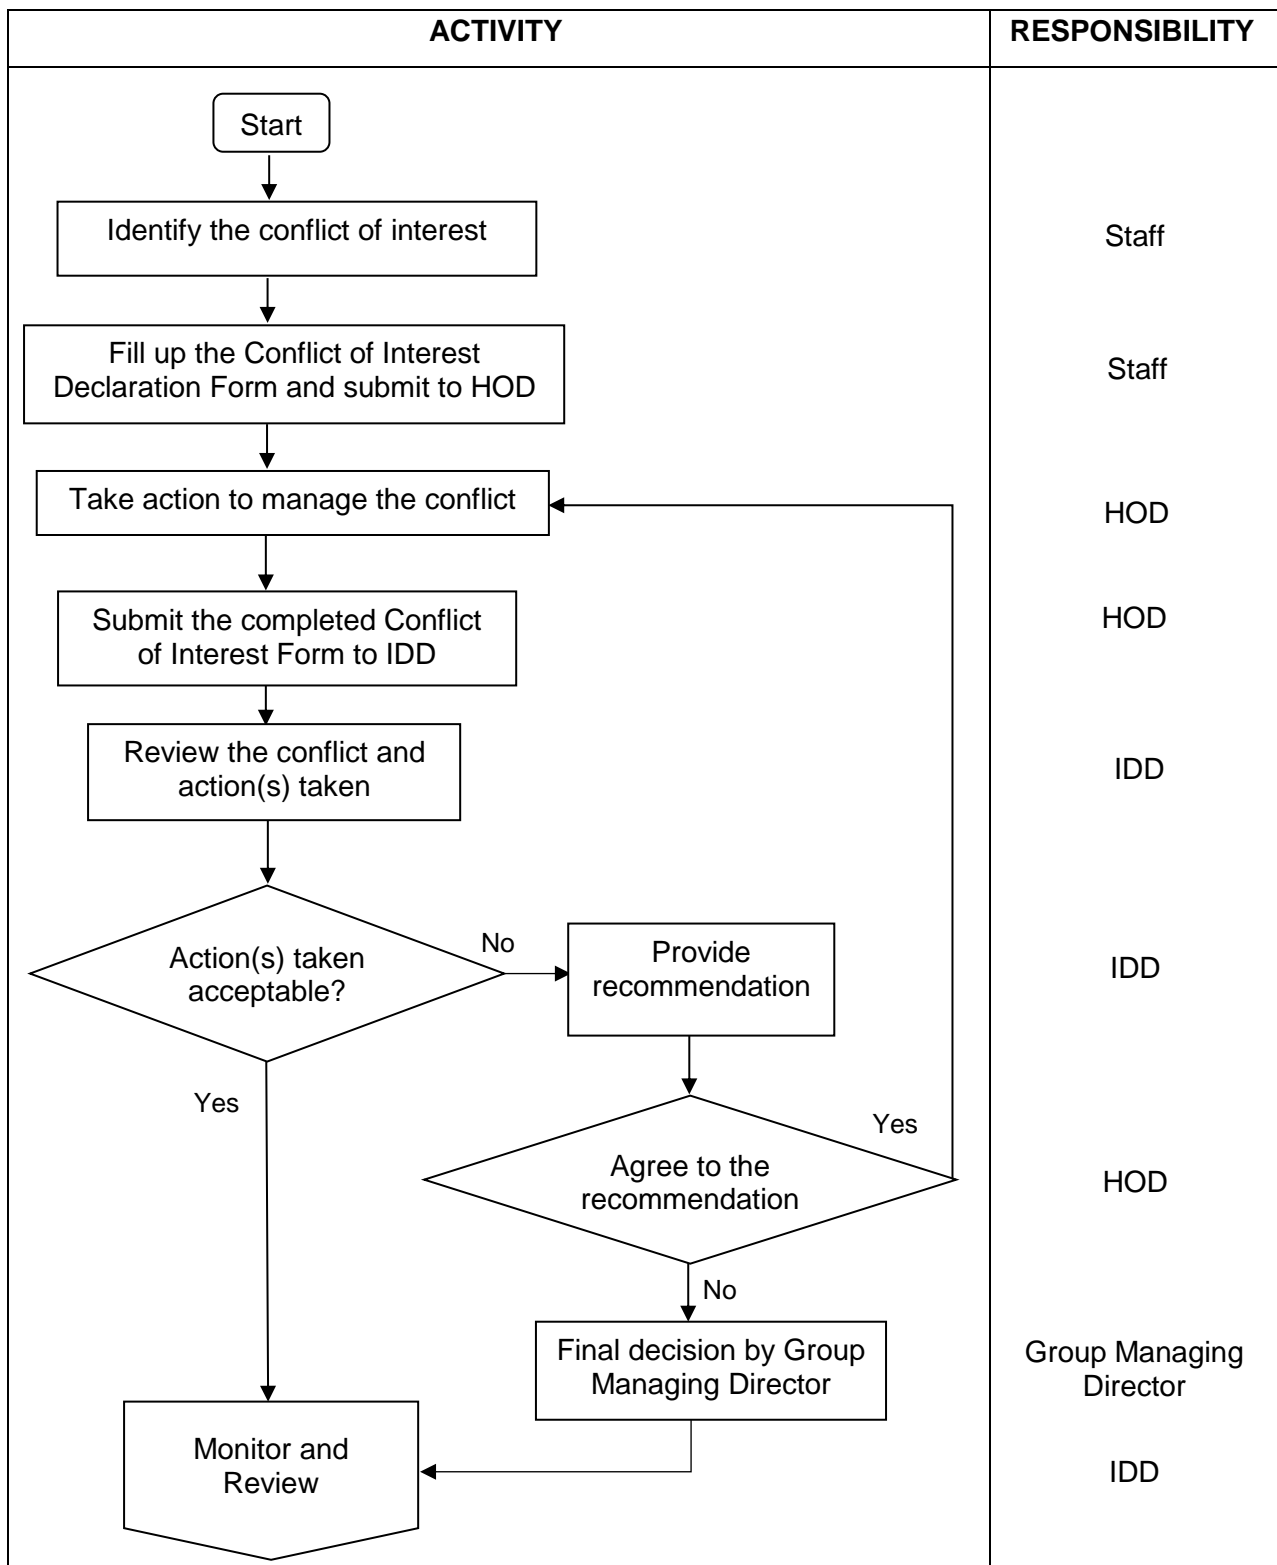 ACTIVITY
RESPONSIBILITY
Start
Identify the conflict of interest
Staff
Fill up the Conflict of Interest
Declaration Form and submit to HOD
Staff
Take action to manage the conflict
HOD
Submit the completed Conflict
of Interest Form to IDD
HOD
Review the conflict and
action(s) taken
IDD
Action(s) taken
acceptable?
No
Provide
recommendation
IDD
Yes
Agree to the
recommendation
Yes
HOD
No
Final decision by Group
Managing Director
Group Managing
Director
Monitor and
Review
IDD